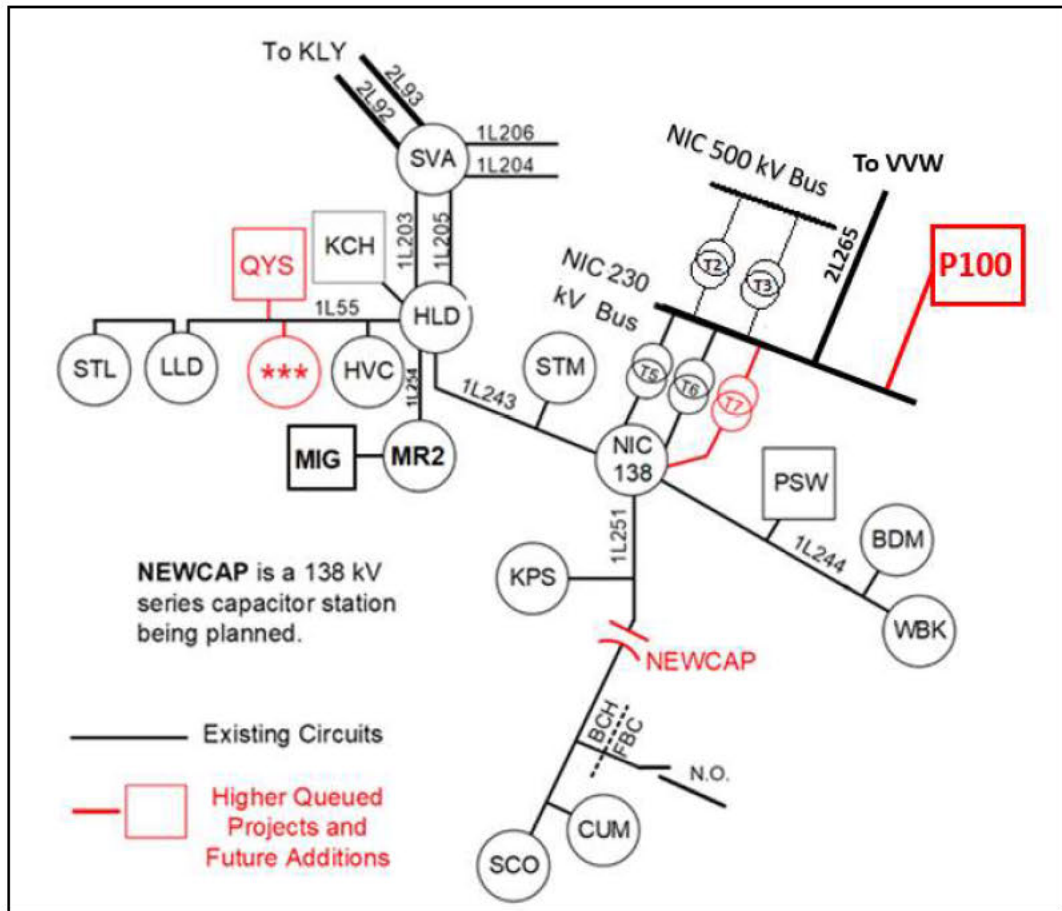 To KLY
2L93
2L92
SVA
1L206
1L204
NIC 500 kV Bus
To VVW
1L203
1L205
KCH
QYS
T2
T3
2L265
P100
NIC 230
kV Bus
1L55
HLD
STL
LLD
***
HVC
1L254
1L243
STM
T5
T6
T7
MIG
MR2
NIC
138
PSW
1L251
1L244
BDM
KPS
WBK
NEWCAP is a 138 kV
series capacitor station
being planned.
NEWCAP
Existing Circuits
BCH
FBC
N.O.
Higher Queued
Projects and
Future Additions
CUM
SCO